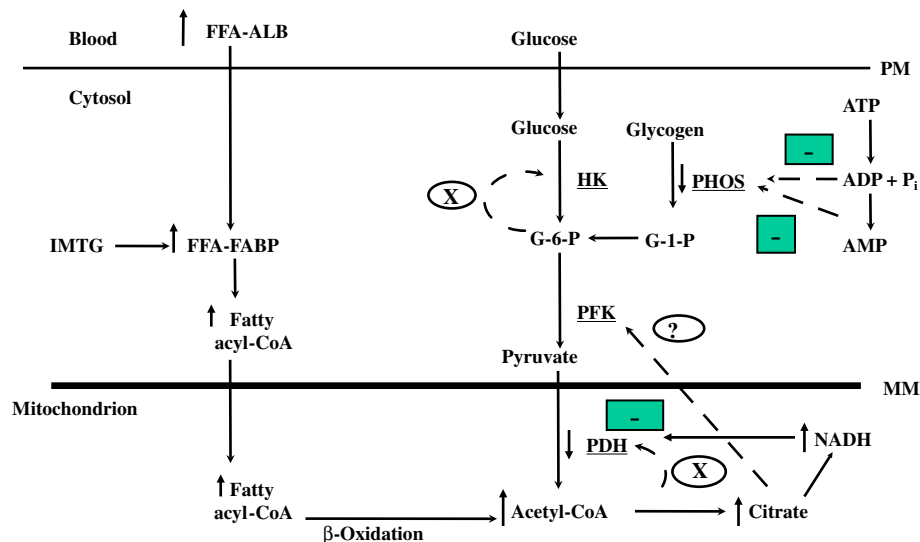 Blood
FFA-ALB
Glucose
PM
Cytosol
ATP
Glucose
Glycogen
-
HK
PHOS
ADP + Pi
X
-
IMTG
FFA-FABP
G-6-P
G-1-P
AMP
Fatty
acyl-CoA
PFK
?
Pyruvate
MM
Mitochondrion
-
PDH
NADH
X
Fatty
acyl-CoA
β-Oxidation
Acetyl-CoA
Citrate